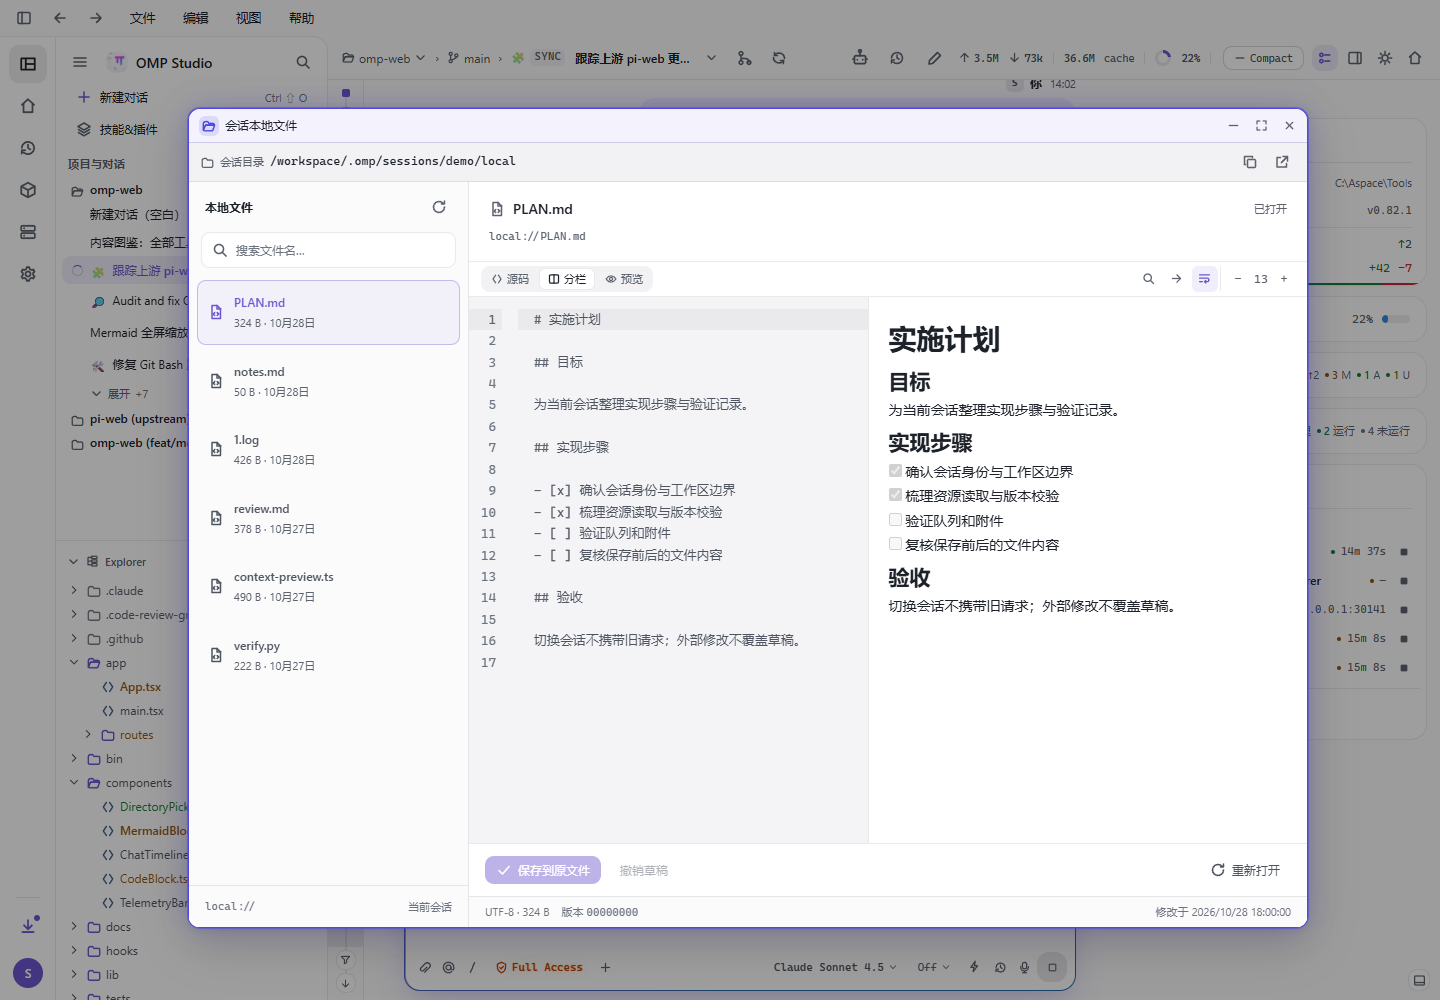 文件 编辑 视图 帮助
OMP Studio
omp-web › main › SYNC 跟踪上游 pi-web 更... ↑ 3.5M ↓ 73k 36.6M cache 22% Compact
新建对话 Ctrl ⇧ O
技能&插件
项目与对话
omp-web
新建对话（空白）
内容图鉴：全部工
跟踪上游 pi-w
Audit and fix
Mermaid 全屏缩放
修复 Git Bash
展开 +7
pi-web (upstream
omp-web (feat/m
Explorer
.claude
.code-review-gr
.github
app
App.tsx
main.tsx
routes
bin
components
DirectoryPick
MermaidBlo
ChatTimeline
CodeBlock.ts
TelemetryBar
docs
hooks
lib
tests
S
S 你 14:02
会话本地文件
会话目录 /workspace/.omp/sessions/demo/local
本地文件
搜索文件名...
PLAN.md
324 B · 10月28日
notes.md
50 B · 10月28日
1.log
426 B · 10月28日
review.md
378 B · 10月27日
context-preview.ts
490 B · 10月27日
verify.py
222 B · 10月27日
local:// 当前会话
PLAN.md 已打开
local://PLAN.md
源码 分栏 预览 − 13 +
1 # 实施计划
2
3 ## 目标
4
5 为当前会话整理实现步骤与验证记录。
6
7 ## 实现步骤
8
9 - [x] 确认会话身份与工作区边界
10 - [x] 梳理资源读取与版本校验
11 - [ ] 验证队列和附件
12 - [ ] 复核保存前后的文件内容
13
14 ## 验收
15
16 切换会话不携带旧请求；外部修改不覆盖草稿。
17
实施计划
目标
为当前会话整理实现步骤与验证记录。
实现步骤
确认会话身份与工作区边界
梳理资源读取与版本校验
验证队列和附件
复核保存前后的文件内容
验收
切换会话不携带旧请求；外部修改不覆盖草稿。
保存到原文件 撤销草稿 重新打开
UTF-8 · 324 B 版本 00000000 修改于 2026/10/28 18:00:00
C:\Aspace\Tools
v0.82.1
↑2
+42 −7
22%
↑2 3 M 1 A 1 U
2 运行 4 未运行
14m 37s
rer –
.0.0.1:30141
15m 8s
15m 8s
@ / Full Access + Claude Sonnet 4.5 Off